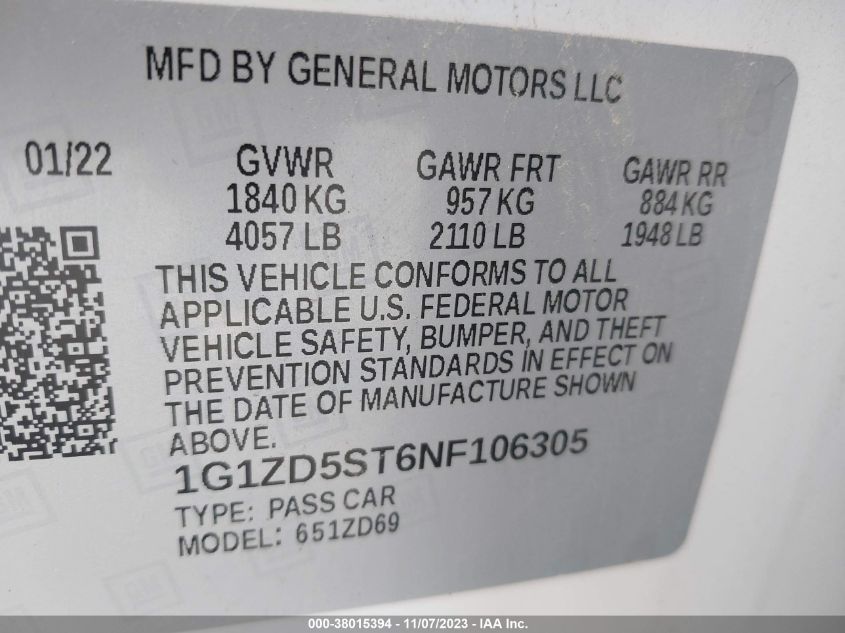 MFD BY GENERAL MOTORS LLC
01/22 GVWR GAWR FRT GAWR RR
1840 KG 957 KG 884 KG
4057 LB 2110 LB 1948 LB
THIS VEHICLE CONFORMS TO ALL
APPLICABLE U.S. FEDERAL MOTOR
VEHICLE SAFETY, BUMPER, AND THEFT
PREVENTION STANDARDS IN EFFECT ON
THE DATE OF MANUFACTURE SHOWN
ABOVE.
1G1ZD5ST6NF106305
TYPE: PASS CAR
MODEL: 651ZD69
000-38015394 - 11/07/2023 - IAA Inc.